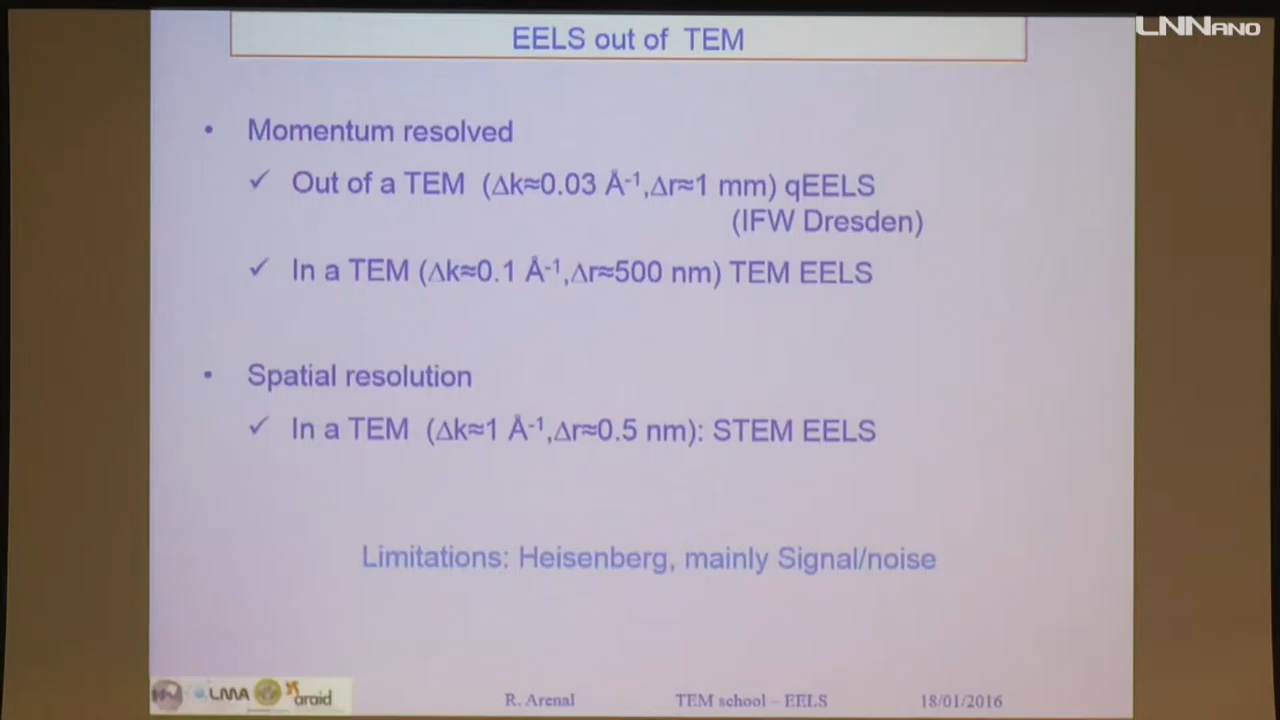 LNNANO
EELS out of TEM
• Momentum resolved
✓ Out of a TEM (Δk≈0.03 Å⁻¹,Δr≈1 mm) qEELS
(IFW Dresden)
✓ In a TEM (Δk≈0.1 Å⁻¹,Δr≈500 nm) TEM EELS
• Spatial resolution
✓ In a TEM (Δk≈1 Å⁻¹,Δr≈0.5 nm): STEM EELS
Limitations: Heisenberg, mainly Signal/noise
LMA araid
R. Arenal TEM school – EELS 18/01/2016